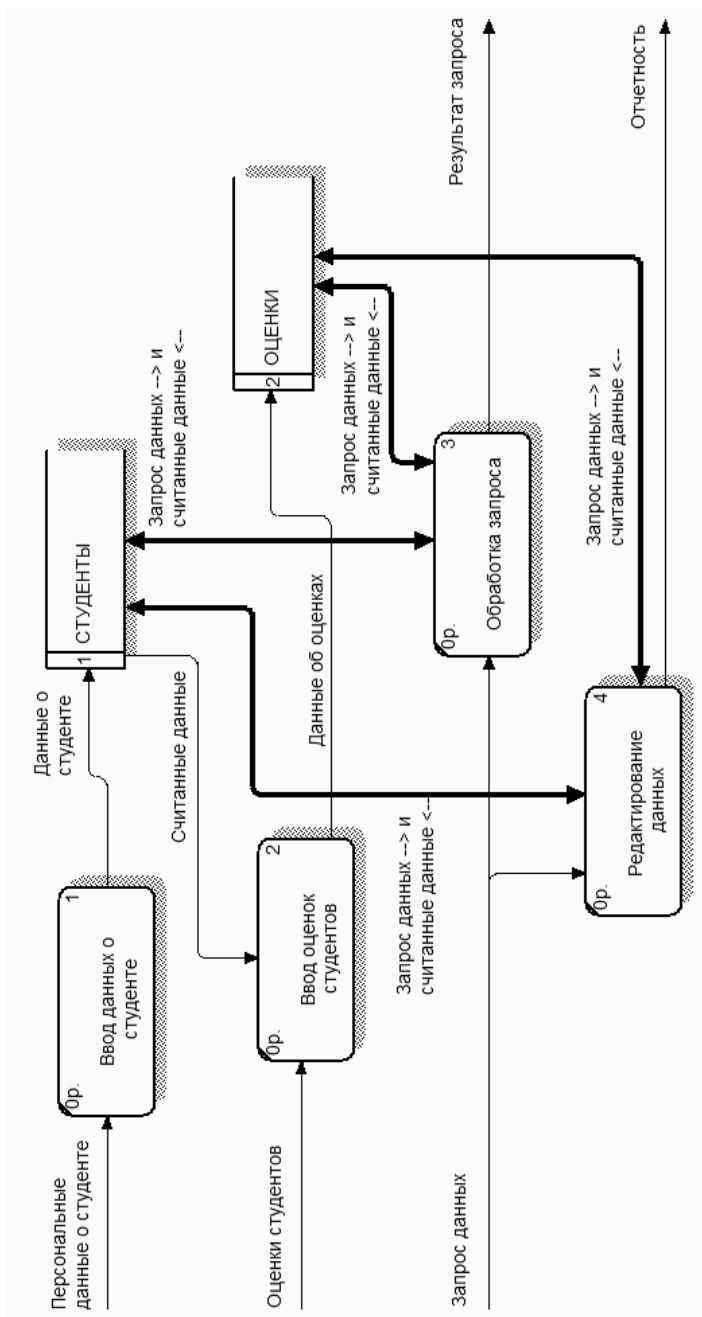 Персональные
данные о студенте
0р.
1
Ввод данных о
студенте
Данные о
студенте
1
СТУДЕНТЫ
Запрос данных --> и
считанные данные <--
Считанные данные
Оценки студентов
0р.
2
Ввод оценок
студентов
Данные об оценках
2
ОЦЕНКИ
Запрос данных --> и
считанные данные <--
Запрос данных --> и
считанные данные <--
Запрос данных
0р.
3
Обработка запроса
Результат запроса
0р.
4
Редактирование
данных
Запрос данных --> и
считанные данные <--
Отчетность